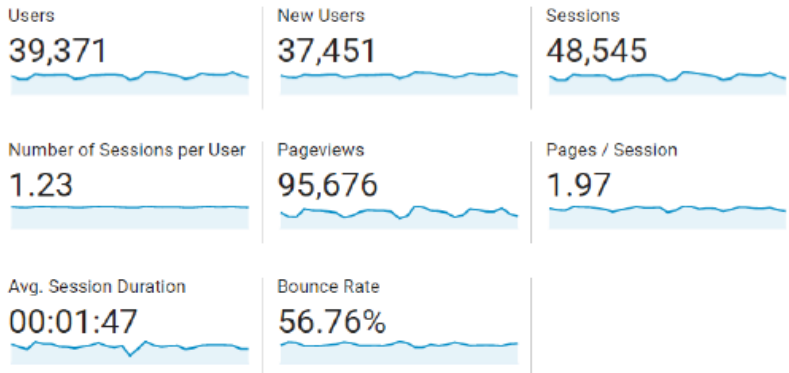 Users
39,371
New Users
37,451
Sessions
48,545
Number of Sessions per User
1.23
Pageviews
95,676
Pages / Session
1.97
Avg. Session Duration
00:01:47
Bounce Rate
56.76%